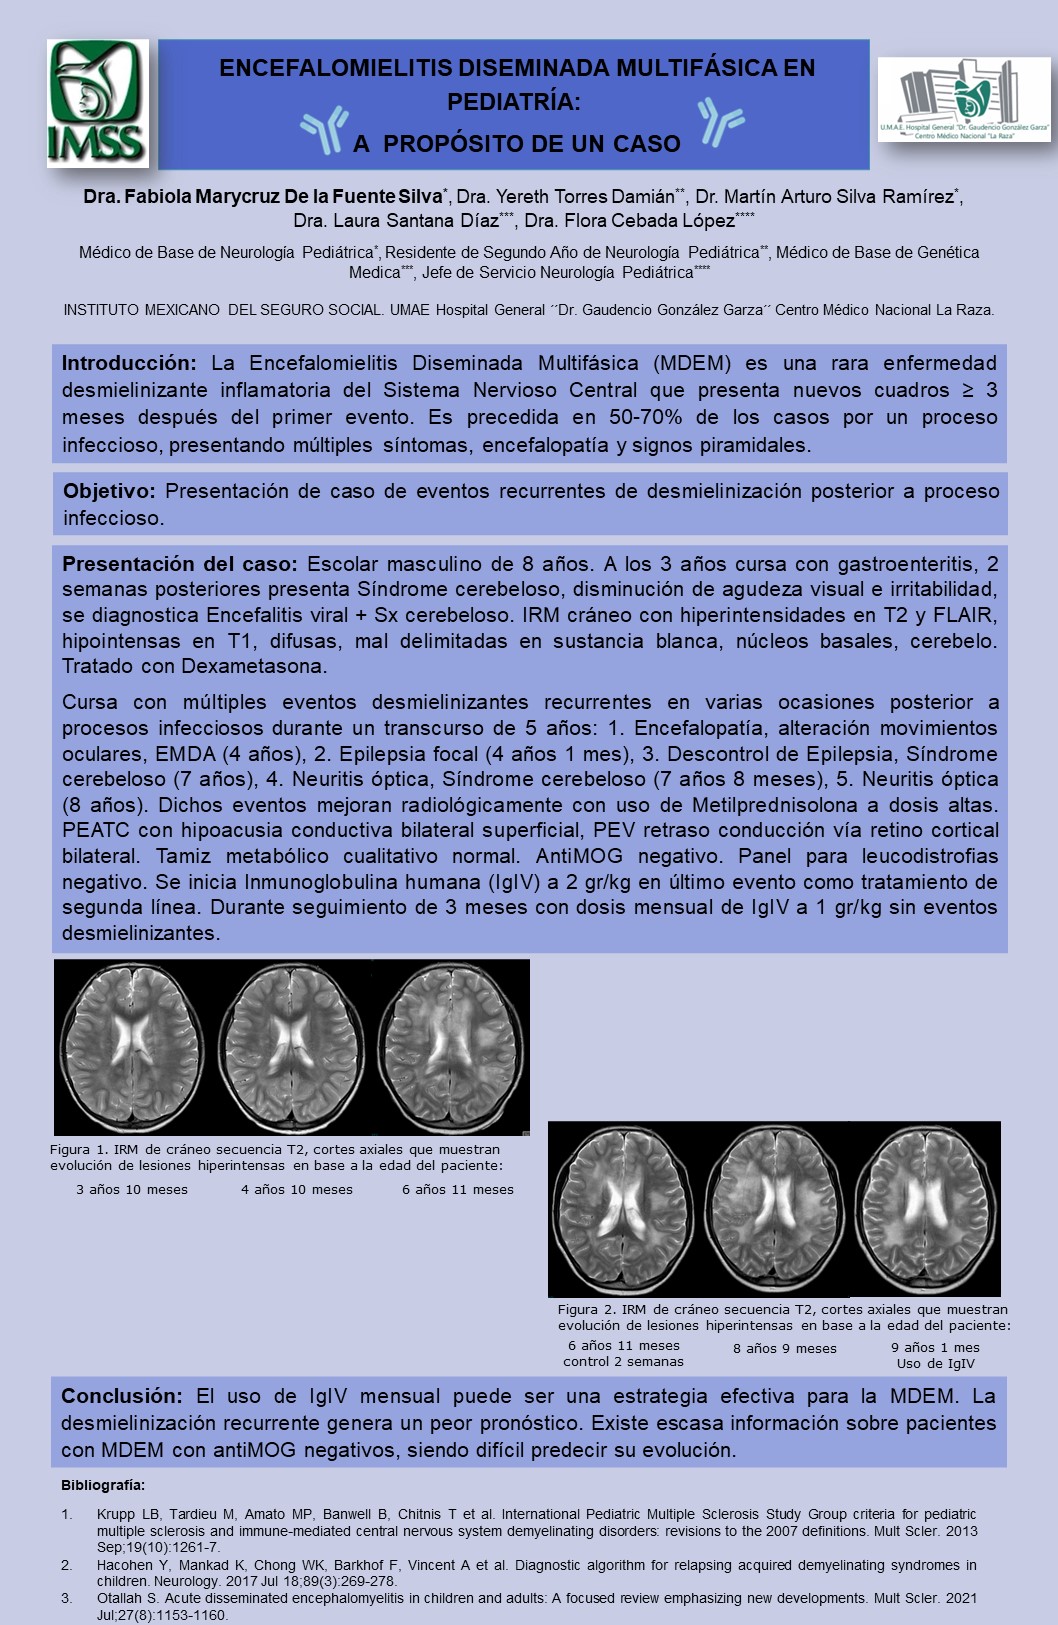 IMSS
ENCEFALOMIELITIS DISEMINADA MULTIFÁSICA EN
PEDIATRÍA:
A PROPÓSITO DE UN CASO
U.M.A.E. Hospital General "Dr. Gaudencio González Garza"
Centro Médico Nacional "La Raza"
Dra. Fabiola Marycruz De la Fuente Silva*, Dra. Yereth Torres Damián**, Dr. Martín Arturo Silva Ramírez*,
Dra. Laura Santana Díaz***, Dra. Flora Cebada López****
Médico de Base de Neurología Pediátrica*, Residente de Segundo Año de Neurología Pediátrica**, Médico de Base de Genética
Medica***, Jefe de Servicio Neurología Pediátrica****
INSTITUTO MEXICANO DEL SEGURO SOCIAL. UMAE Hospital General ´´Dr. Gaudencio González Garza´´ Centro Médico Nacional La Raza.
Introducción: La Encefalomielitis Diseminada Multifásica (MDEM) es una rara enfermedad
desmielinizante inflamatoria del Sistema Nervioso Central que presenta nuevos cuadros ≥ 3
meses después del primer evento. Es precedida en 50-70% de los casos por un proceso
infeccioso, presentando múltiples síntomas, encefalopatía y signos piramidales.
Objetivo: Presentación de caso de eventos recurrentes de desmielinización posterior a proceso
infeccioso.
Presentación del caso: Escolar masculino de 8 años. A los 3 años cursa con gastroenteritis, 2
semanas posteriores presenta Síndrome cerebeloso, disminución de agudeza visual e irritabilidad,
se diagnostica Encefalitis viral + Sx cerebeloso. IRM cráneo con hiperintensidades en T2 y FLAIR,
hipointensas en T1, difusas, mal delimitadas en sustancia blanca, núcleos basales, cerebelo.
Tratado con Dexametasona.
Cursa con múltiples eventos desmielinizantes recurrentes en varias ocasiones posterior a
procesos infecciosos durante un transcurso de 5 años: 1. Encefalopatía, alteración movimientos
oculares, EMDA (4 años), 2. Epilepsia focal (4 años 1 mes), 3. Descontrol de Epilepsia, Síndrome
cerebeloso (7 años), 4. Neuritis óptica, Síndrome cerebeloso (7 años 8 meses), 5. Neuritis óptica
(8 años). Dichos eventos mejoran radiológicamente con uso de Metilprednisolona a dosis altas.
PEATC con hipoacusia conductiva bilateral superficial, PEV retraso conducción vía retino cortical
bilateral. Tamiz metabólico cualitativo normal. AntiMOG negativo. Panel para leucodistrofias
negativo. Se inicia Inmunoglobulina humana (IgIV) a 2 gr/kg en último evento como tratamiento de
segunda línea. Durante seguimiento de 3 meses con dosis mensual de IgIV a 1 gr/kg sin eventos
desmielinizantes.
Figura 1. IRM de cráneo secuencia T2, cortes axiales que muestran
evolución de lesiones hiperintensas en base a la edad del paciente:
3 años 10 meses 4 años 10 meses 6 años 11 meses
Figura 2. IRM de cráneo secuencia T2, cortes axiales que muestran
evolución de lesiones hiperintensas en base a la edad del paciente:
6 años 11 meses
control 2 semanas
8 años 9 meses
9 años 1 mes
Uso de IgIV
Conclusión: El uso de IgIV mensual puede ser una estrategia efectiva para la MDEM. La
desmielinización recurrente genera un peor pronóstico. Existe escasa información sobre pacientes
con MDEM con antiMOG negativos, siendo difícil predecir su evolución.
Bibliografía:
1. Krupp LB, Tardieu M, Amato MP, Banwell B, Chitnis T et al. International Pediatric Multiple Sclerosis Study Group criteria for pediatric
multiple sclerosis and immune-mediated central nervous system demyelinating disorders: revisions to the 2007 definitions. Mult Scler. 2013
Sep;19(10):1261-7.
2. Hacohen Y, Mankad K, Chong WK, Barkhof F, Vincent A et al. Diagnostic algorithm for relapsing acquired demyelinating syndromes in
children. Neurology. 2017 Jul 18;89(3):269-278.
3. Otallah S. Acute disseminated encephalomyelitis in children and adults: A focused review emphasizing new developments. Mult Scler. 2021
Jul;27(8):1153-1160.